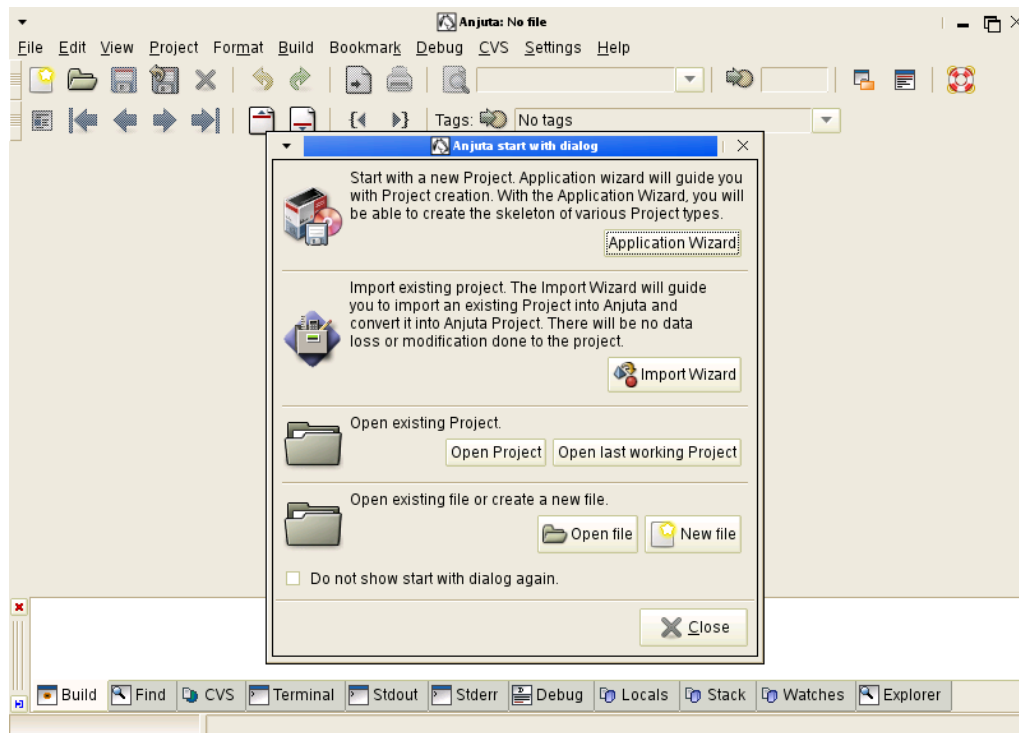 Anjuta: No file
File Edit View Project Format Build Bookmark Debug CVS Settings Help
Tags: No tags
Anjuta start with dialog
Start with a new Project. Application wizard will guide you
with Project creation. With the Application Wizard, you will
be able to create the skeleton of various Project types.
Application Wizard
Import existing project. The Import Wizard will guide
you to import an existing Project into Anjuta and
convert it into Anjuta Project. There will be no data
loss or modification done to the project.
Import Wizard
Open existing Project.
Open Project Open last working Project
Open existing file or create a new file.
Open file New file
Do not show start with dialog again.
Close
Build Find CVS Terminal Stdout Stderr Debug Locals Stack Watches Explorer